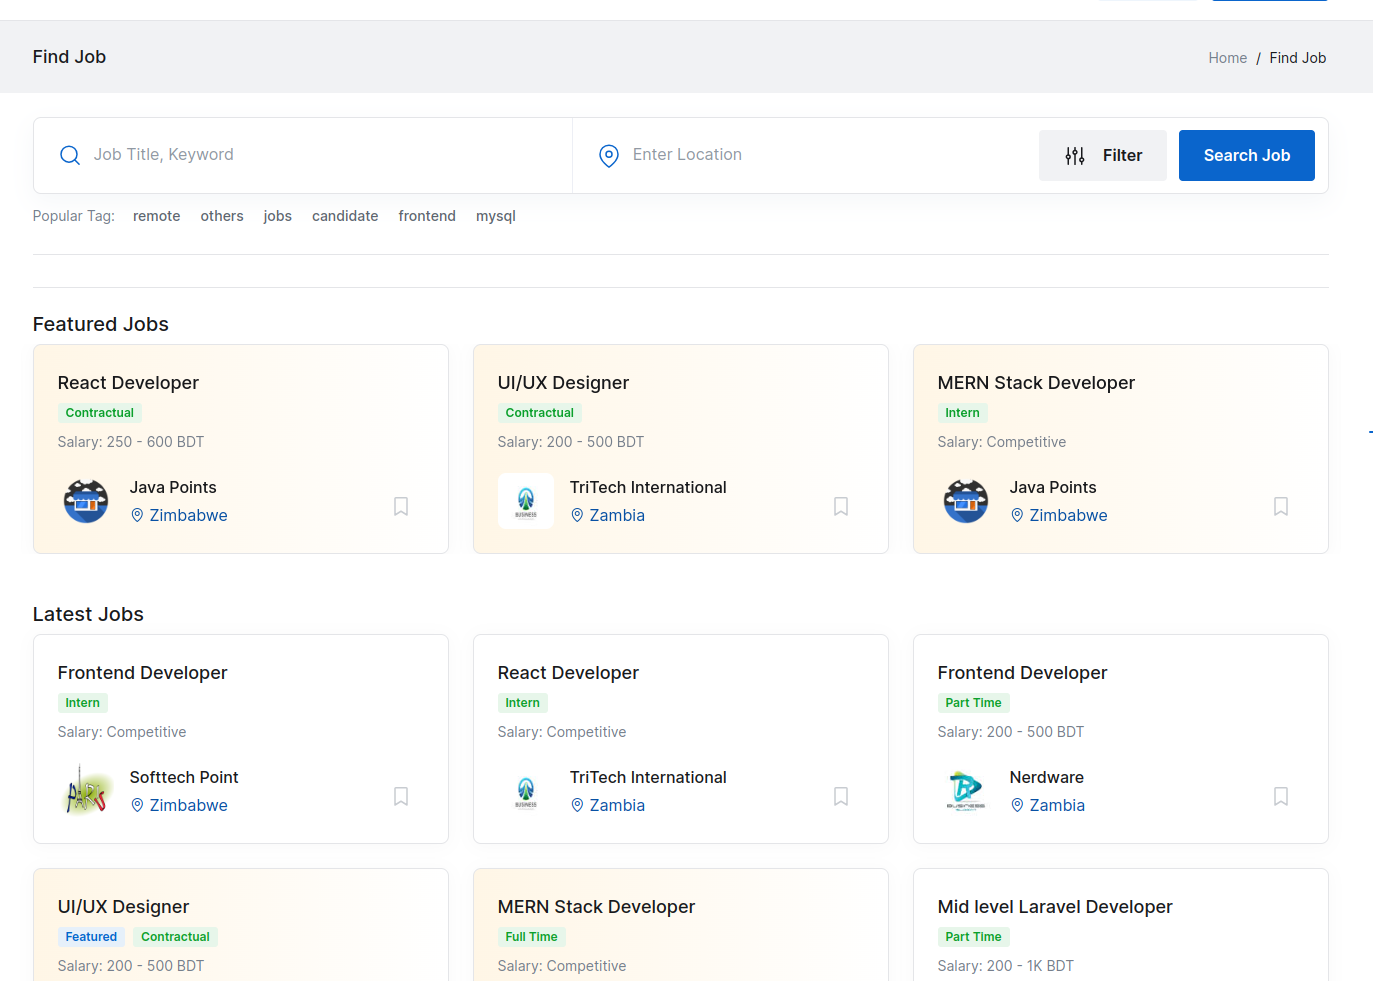 Find Job
Home / Find Job
Job Title, Keyword
Enter Location
Filter
Search Job
Popular Tag: remote others jobs candidate frontend mysql
Featured Jobs
React Developer
Contractual
Salary: 250 - 600 BDT
Java Points
Zimbabwe
UI/UX Designer
Contractual
Salary: 200 - 500 BDT
BUSINESS
TriTech International
Zambia
MERN Stack Developer
Intern
Salary: Competitive
Java Points
Zimbabwe
Latest Jobs
Frontend Developer
Intern
Salary: Competitive
PARIS
Softtech Point
Zimbabwe
React Developer
Intern
Salary: Competitive
BUSINESS
TriTech International
Zambia
Frontend Developer
Part Time
Salary: 200 - 500 BDT
BUSINESS
Nerdware
Zambia
UI/UX Designer
Featured Contractual
Salary: 200 - 500 BDT
MERN Stack Developer
Full Time
Salary: Competitive
Mid level Laravel Developer
Part Time
Salary: 200 - 1K BDT